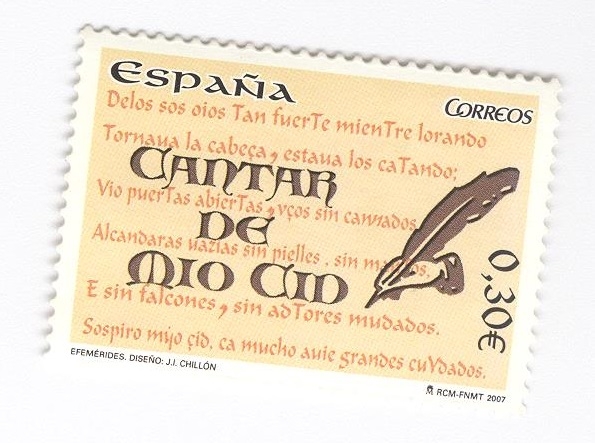 ESPAÑA
CORREOS
Delos sos oios Tan fuerTe mienTre lorando
Tornaua la cabeça, estaua los caTando;
CANTAR
Vio puerTas abierTas, vços sin cannados,
DE
Alcandaras uazias sin pielles, sin
MIO CID
0,30€
E sin falcones, sin adTores mudados.
Sospiro myo çid, ca mucho auie grandes cuYdados.
EFEMÉRIDES. DISEÑO: J.I. CHILLÓN
RCM-FNMT 2007